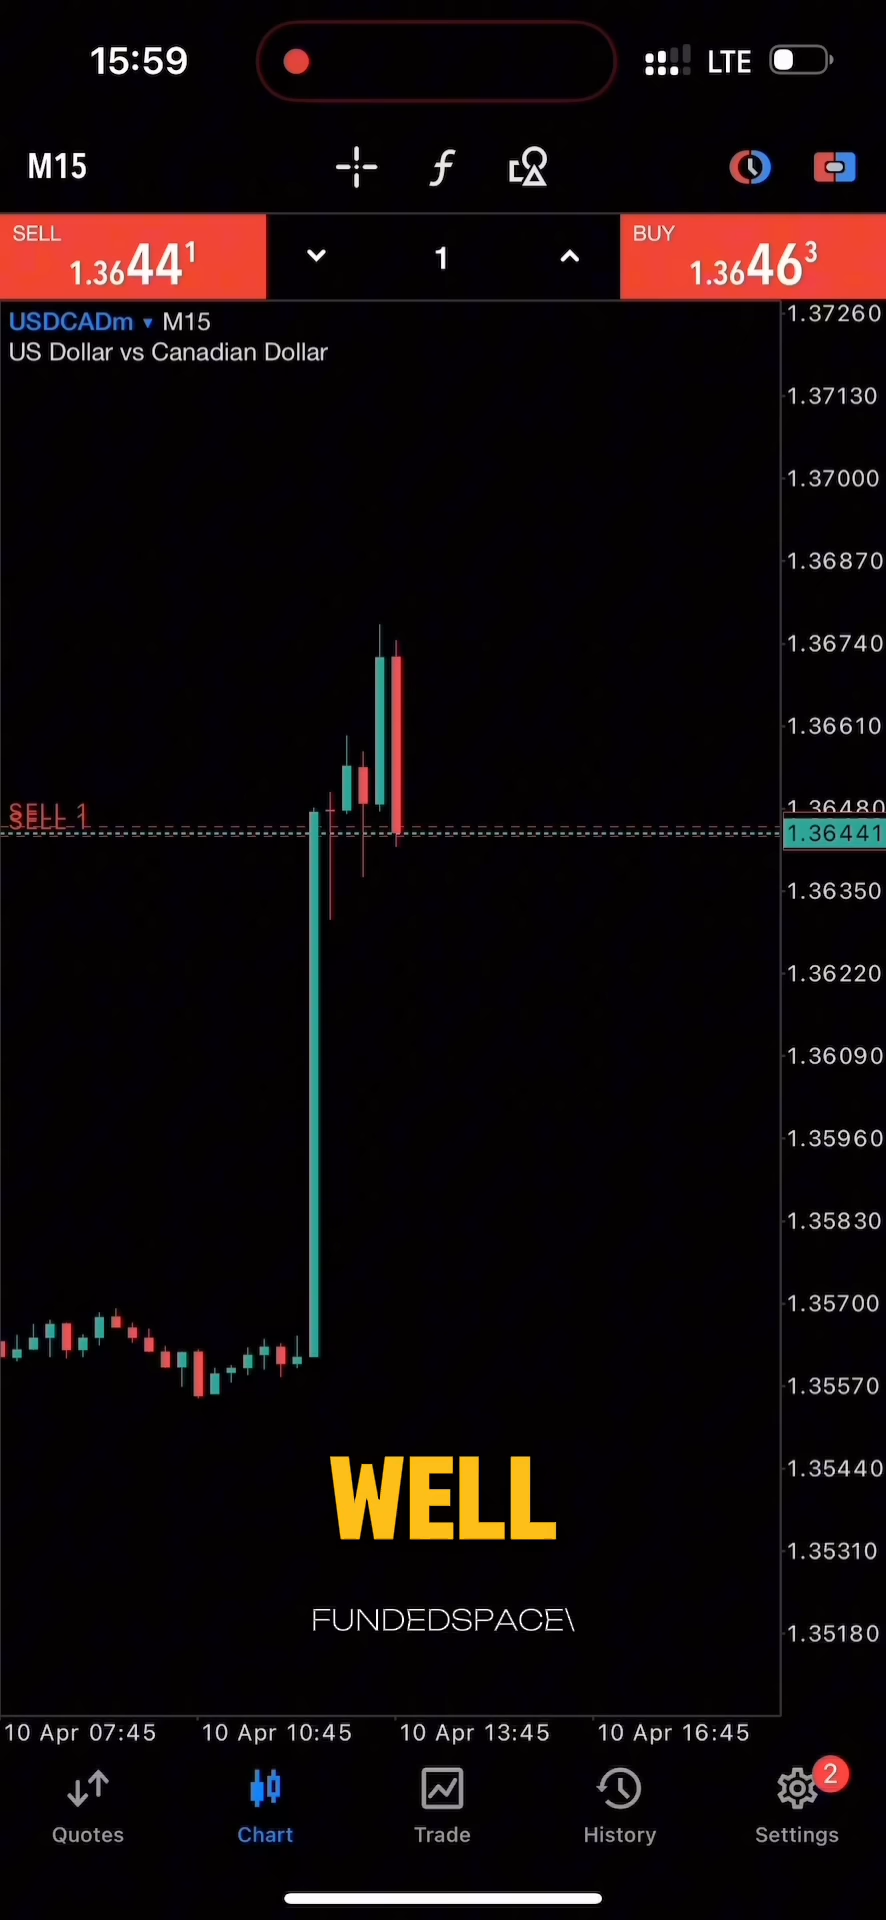 15:59
LTE
M15
SELL
1.36441
1
BUY
1.36463
USDCADm ▾ M15
US Dollar vs Canadian Dollar
1.37260
1.37130
1.37000
1.36870
1.36740
1.36610
1.36480
SELL 1
SELL 1
1.36441
1.36350
1.36220
1.36090
1.35960
1.35830
1.35700
1.35570
1.35440
WELL
1.35310
FUNDEDSPACE\
1.35180
10 Apr 07:45
10 Apr 10:45
10 Apr 13:45
10 Apr 16:45
2
Quotes
Chart
Trade
History
Settings